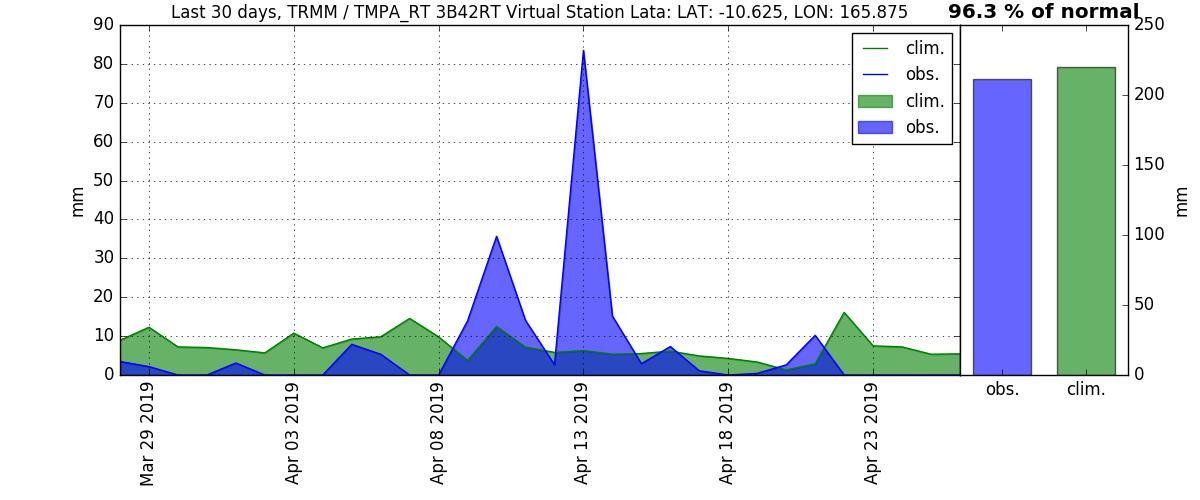 Last 30 days, TRMM / TMPA_RT 3B42RT Virtual Station Lata: LAT: -10.625, LON: 165.875
96.3 % of normal
90
80
70
60
50
40
30
20
10
0
mm
clim.
obs.
clim.
obs.
Mar 29 2019
Apr 03 2019
Apr 08 2019
Apr 13 2019
Apr 18 2019
Apr 23 2019
250
200
150
100
50
0
mm
obs.
clim.